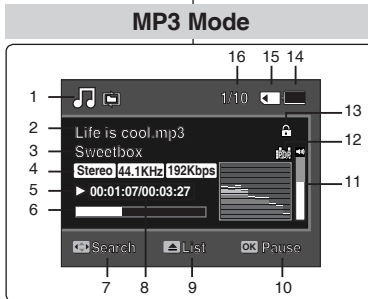 MP3 Mode
16 15 14
1 1/10
13
2 Life is cool.mp3
12
3 Sweetbox
4 Stereo 44.1KHz 192Kbps
11
5 00:01:07/00:03:27
6
Search List OK Pause
7 8 9 10